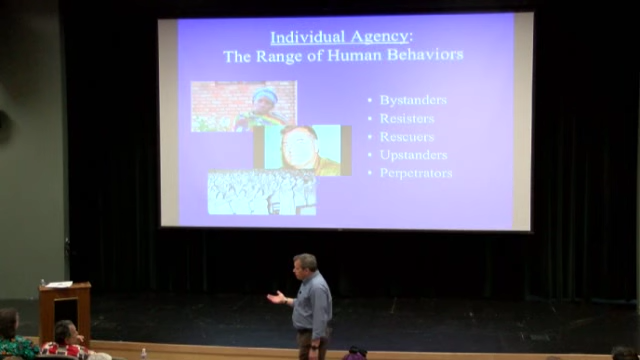 Individual Agency:
The Range of Human Behaviors
• Bystanders
• Resisters
• Rescuers
• Upstanders
• Perpetrators